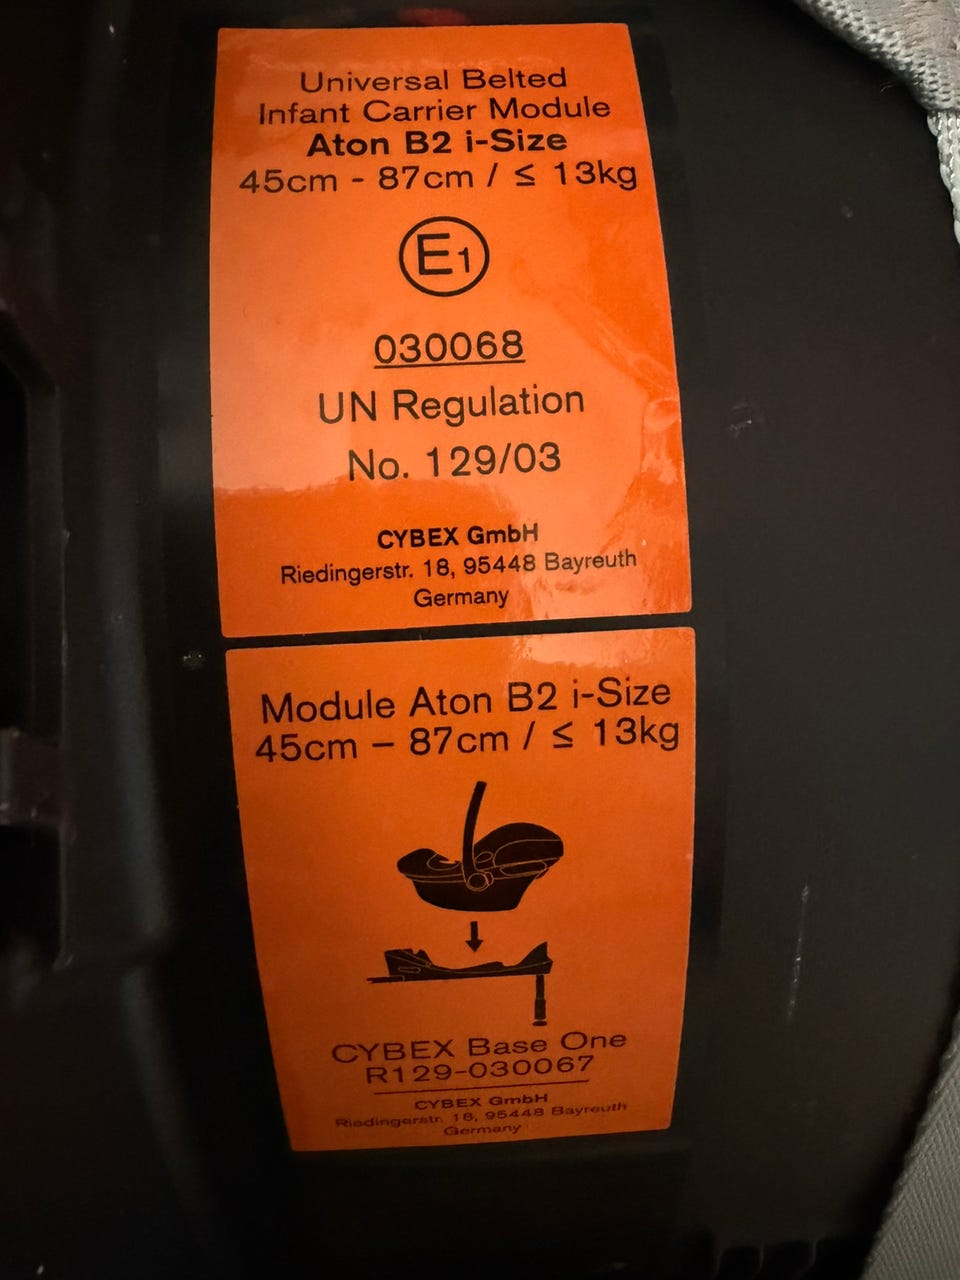 Universal Belted
Infant Carrier Module
Aton B2 i-Size
45cm - 87cm / ≤ 13kg
E1
030068
UN Regulation
No. 129/03
CYBEX GmbH
Riedingerstr. 18, 95448 Bayreuth
Germany
Module Aton B2 i-Size
45cm – 87cm / ≤ 13kg
CYBEX Base One
R129-030067
CYBEX GmbH
Riedingerstr. 18, 95448 Bayreuth
Germany